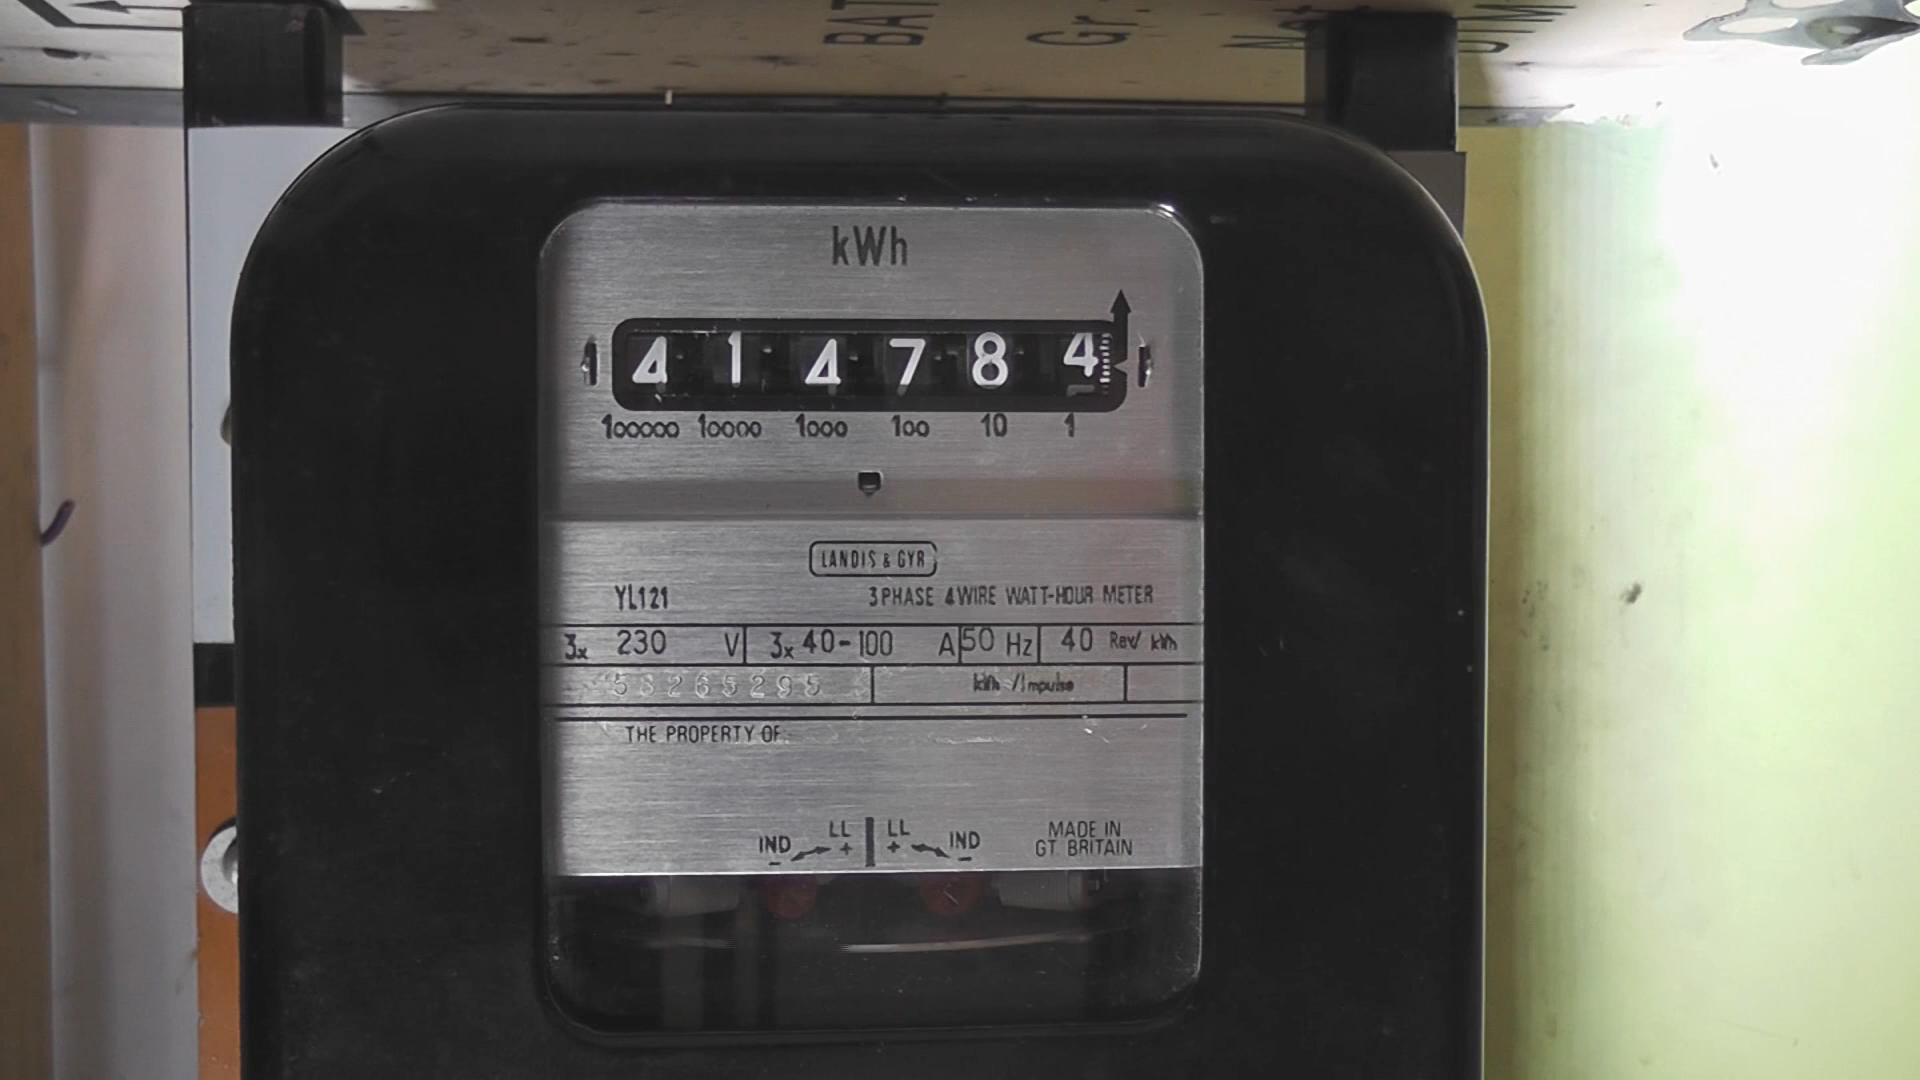 BAT
Gr
kWh
4 1 4 7 8 4
100000 10000 1000 100 10 1
LANDIS & GYR
YL121 3 PHASE 4 WIRE WATT-HOUR METER
3x 230 V 3x 40-100 A 50 Hz 40 Rev/ kWh
kWh /Impulse
THE PROPERTY OF
IND LL LL IND
- + + -
MADE IN
GT BRITAIN